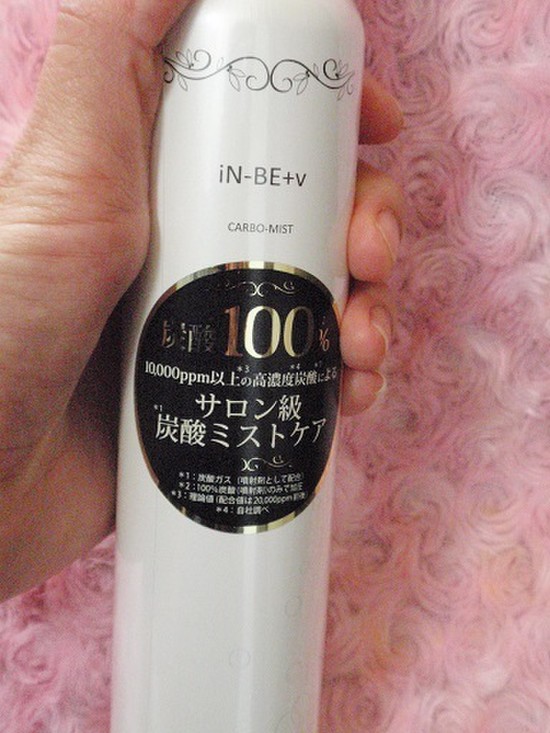 iN-BE+v
CARBO-MIST
炭酸100%
*3 *4 *2
10,000ppm以上の高濃度炭酸による
サロン級
*1
炭酸ミストケア
*1：炭酸ガス（噴射剤として配合）
*2：100%炭酸（噴射剤）のみで加圧
*3：理論値（配合値は20,000ppm前後）
*4：自社調べ